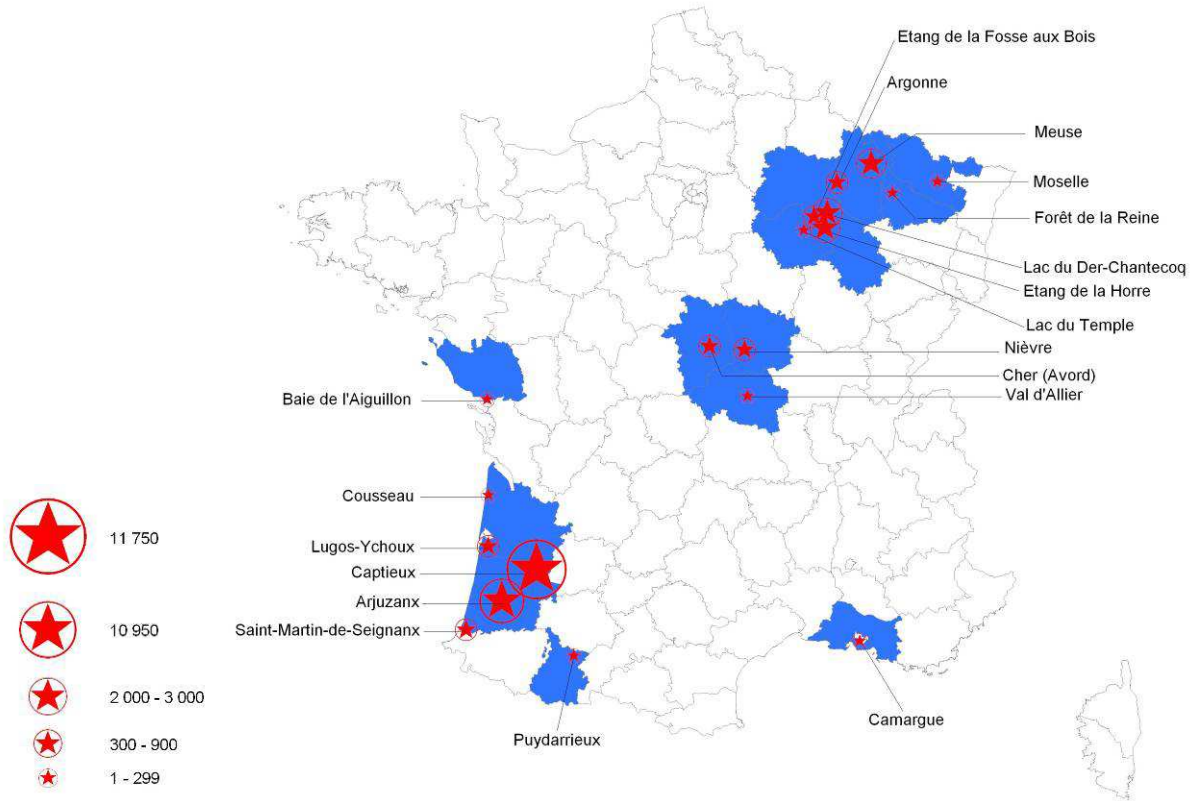 Etang de la Fosse aux Bois
Argonne
Meuse
Moselle
Forêt de la Reine
Lac du Der-Chantecoq
Etang de la Horre
Lac du Temple
Nièvre
Cher (Avord)
Val d'Allier
Baie de l'Aiguillon
Cousseau
Lugos-Ychoux
Captieux
Arjuzanx
Saint-Martin-de-Seignanx
Puydarrieux
Camargue
11 750
10 950
2 000 - 3 000
300 - 900
1 - 299